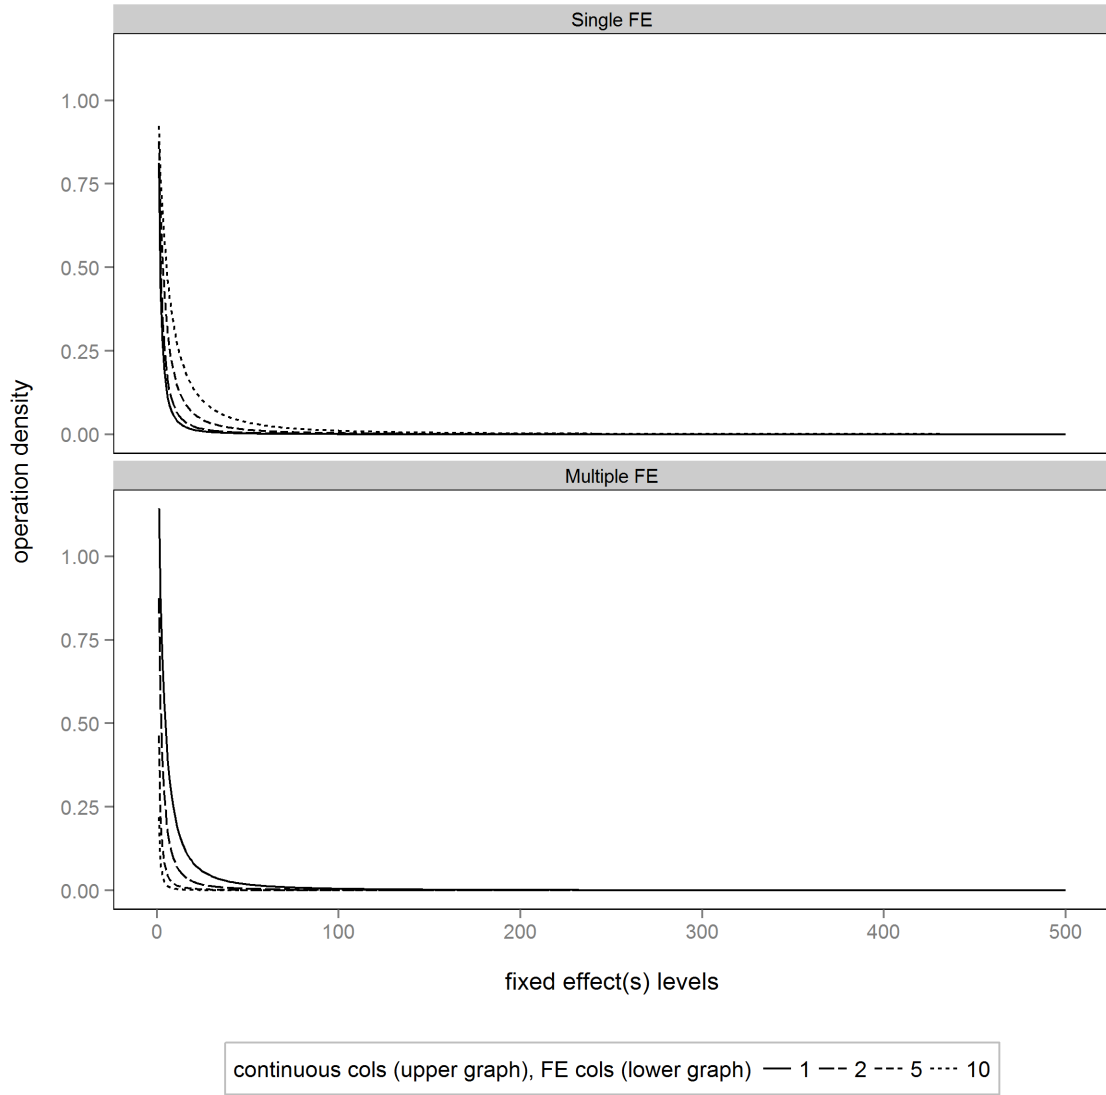 Single FE
1.00
0.75
0.50
0.25
0.00
operation density
Multiple FE
1.00
0.75
0.50
0.25
0.00
0 100 200 300 400 500
fixed effect(s) levels
continuous cols (upper graph), FE cols (lower graph) 1 2 5 10